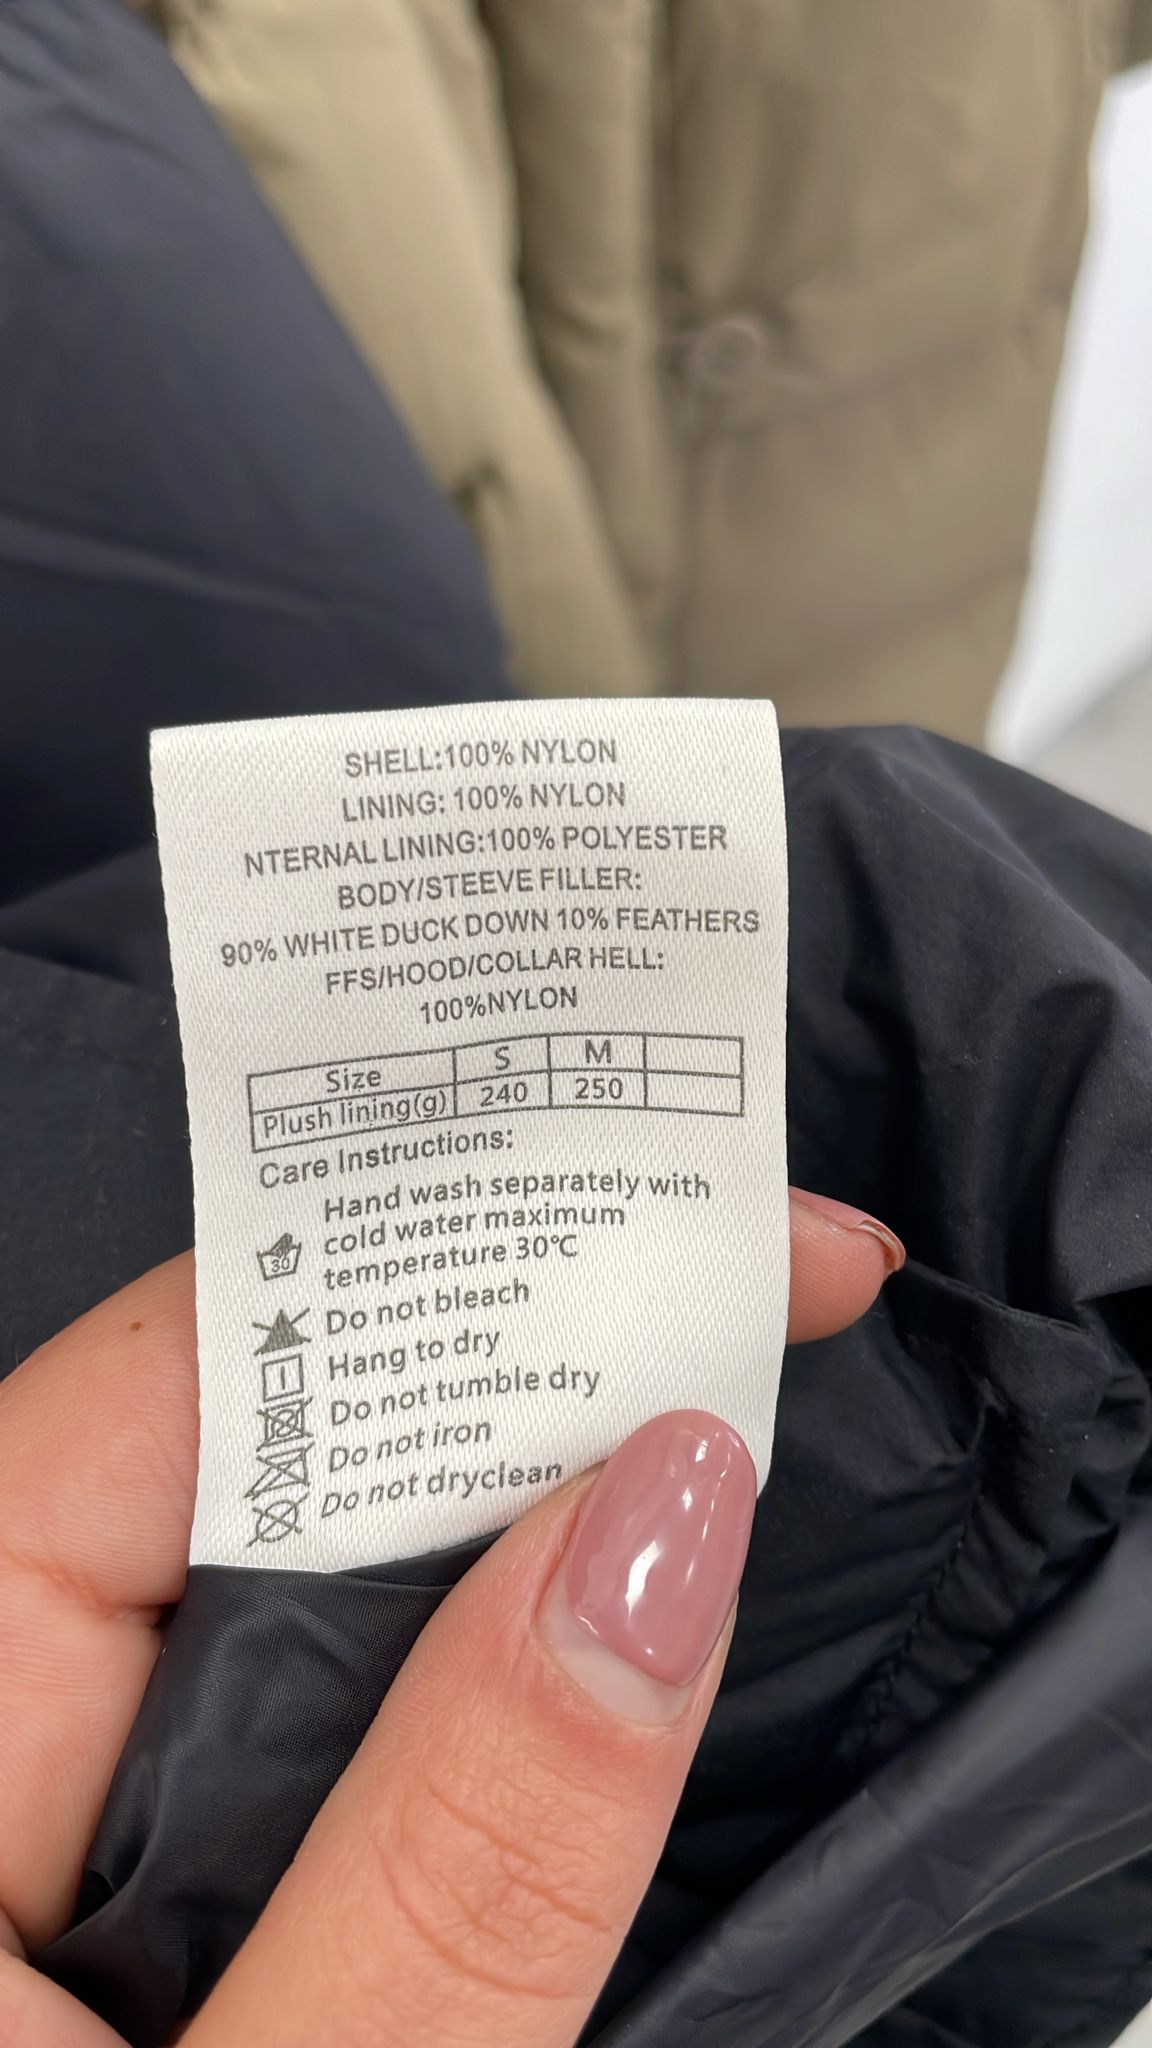 SHELL:100% NYLON
LINING: 100% NYLON
NTERNAL LINING:100% POLYESTER
BODY/STEEVE FILLER:
90% WHITE DUCK DOWN 10% FEATHERS
FFS/HOOD/COLLAR HELL:
100%NYLON
Size S M
Plush lining(g) 240 250
Care Instructions:
Hand wash separately with
cold water maximum
30 temperature 30℃
Do not bleach
Hang to dry
Do not tumble dry
Do not iron
Do not dryclean